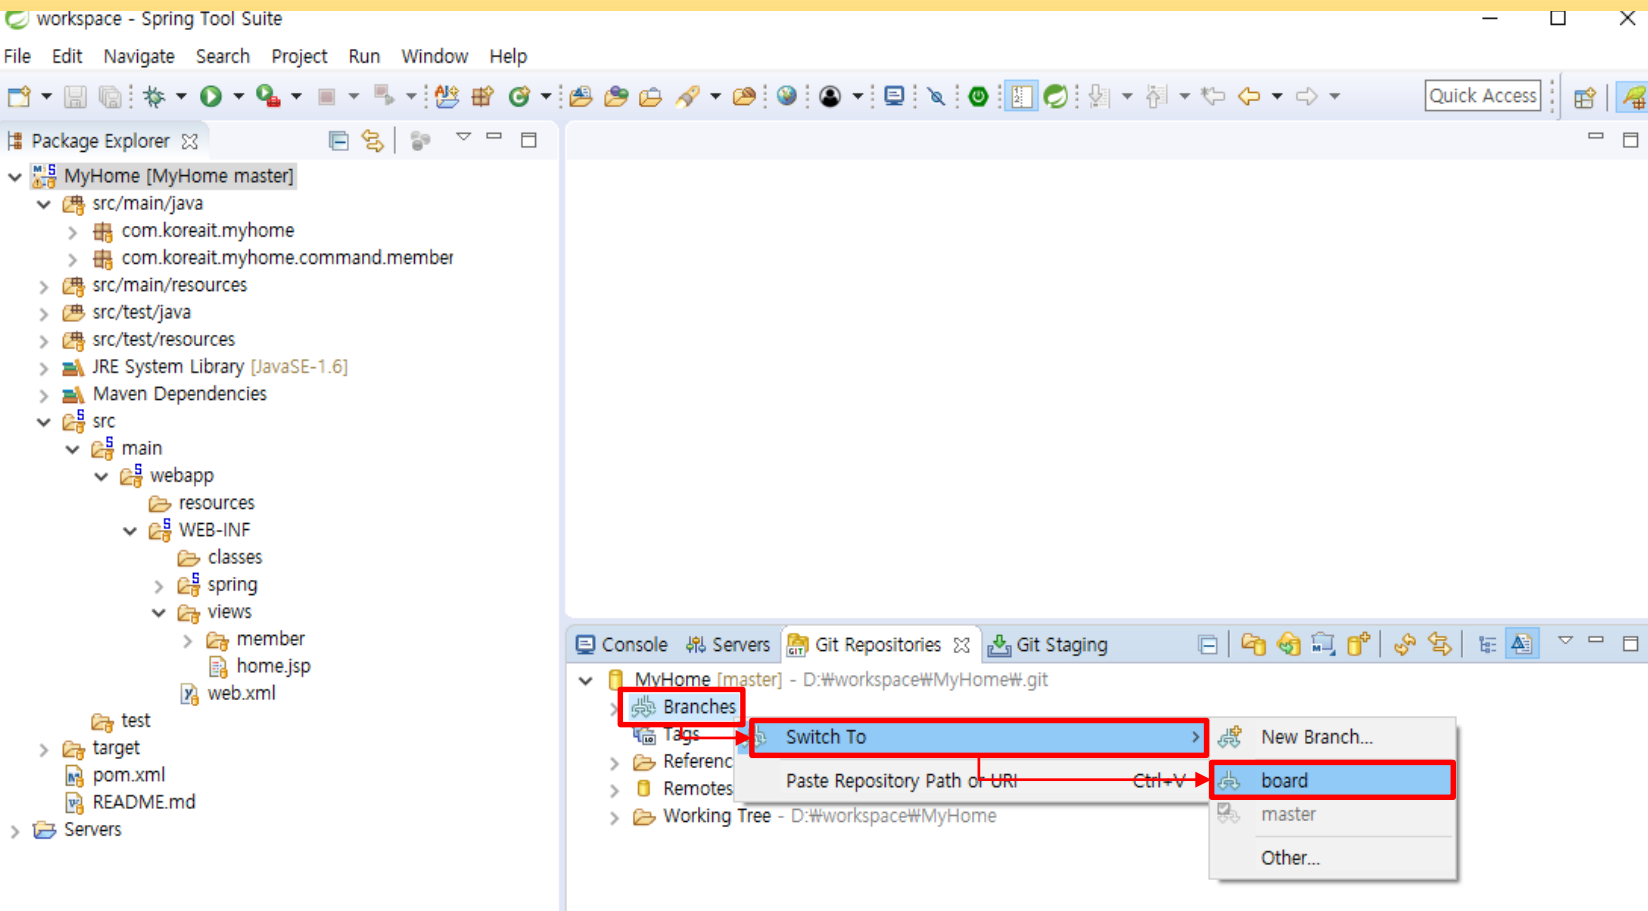 workspace - Spring Tool Suite
File Edit Navigate Search Project Run Window Help
Quick Access
Package Explorer
MyHome [MyHome master]
src/main/java
com.koreait.myhome
com.koreait.myhome.command.member
src/main/resources
src/test/java
src/test/resources
JRE System Library [JavaSE-1.6]
Maven Dependencies
src
main
webapp
resources
WEB-INF
classes
spring
views
member
home.jsp
web.xml
test
target
pom.xml
README.md
Servers
Console Servers Git Repositories Git Staging
MyHome [master] - D:₩workspace₩MyHome₩.git
Branches
Tags
Referenc
Remotes
Working Tree - D:₩workspace₩MyHome
Switch To
Paste Repository Path or URI Ctrl+V
New Branch...
board
master
Other...